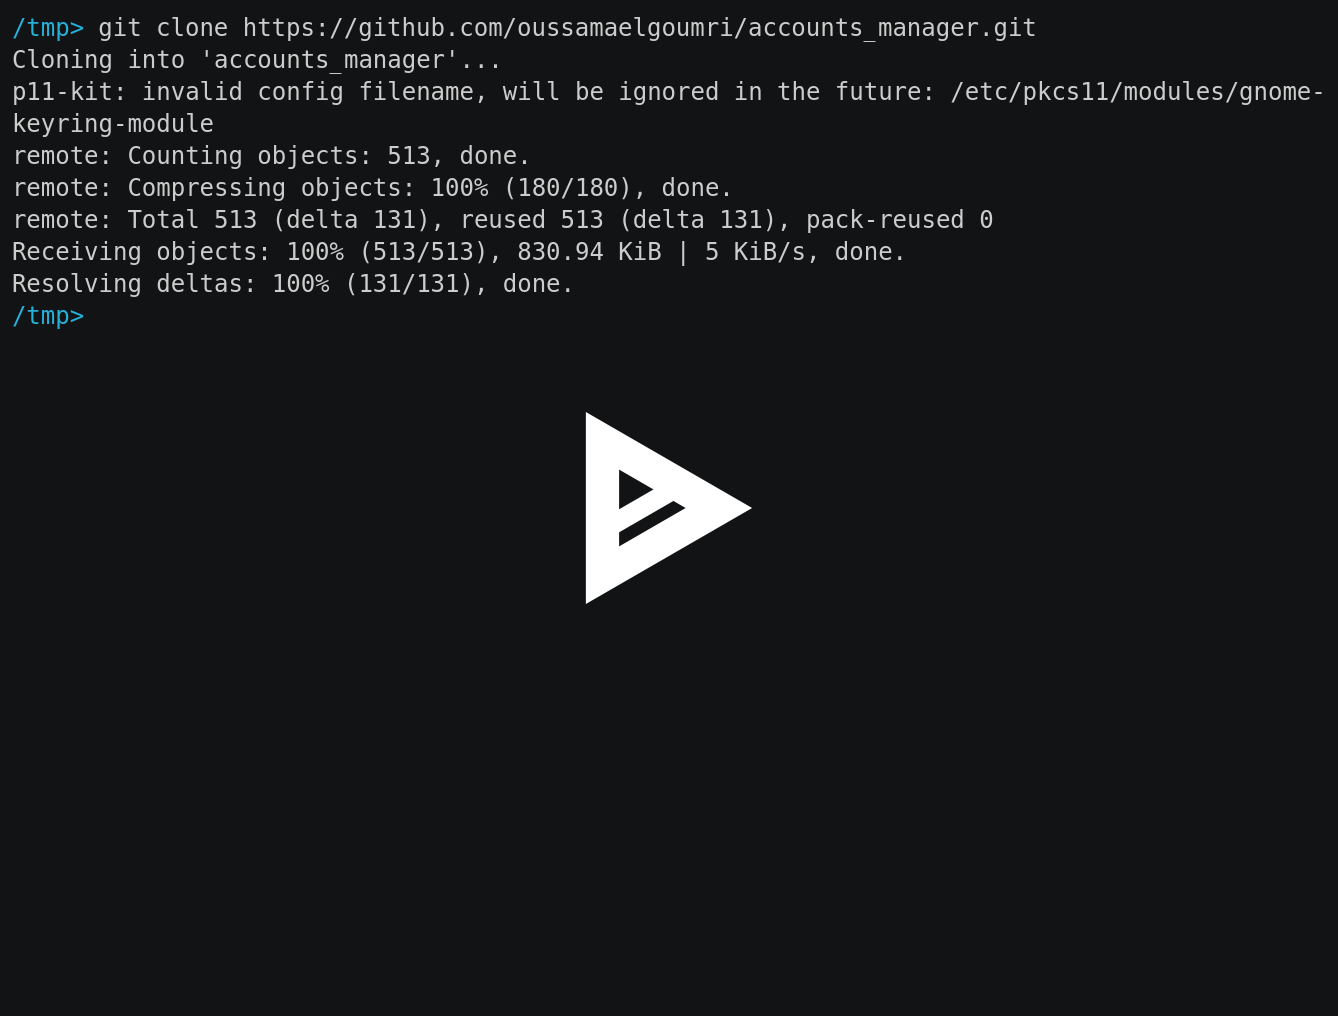 /tmp> git clone https://github.com/oussamaelgoumri/accounts_manager.git
Cloning into 'accounts_manager'...
p11-kit: invalid config filename, will be ignored in the future: /etc/pkcs11/modules/gnome-
keyring-module
remote: Counting objects: 513, done.
remote: Compressing objects: 100% (180/180), done.
remote: Total 513 (delta 131), reused 513 (delta 131), pack-reused 0
Receiving objects: 100% (513/513), 830.94 KiB | 5 KiB/s, done.
Resolving deltas: 100% (131/131), done.
/tmp>